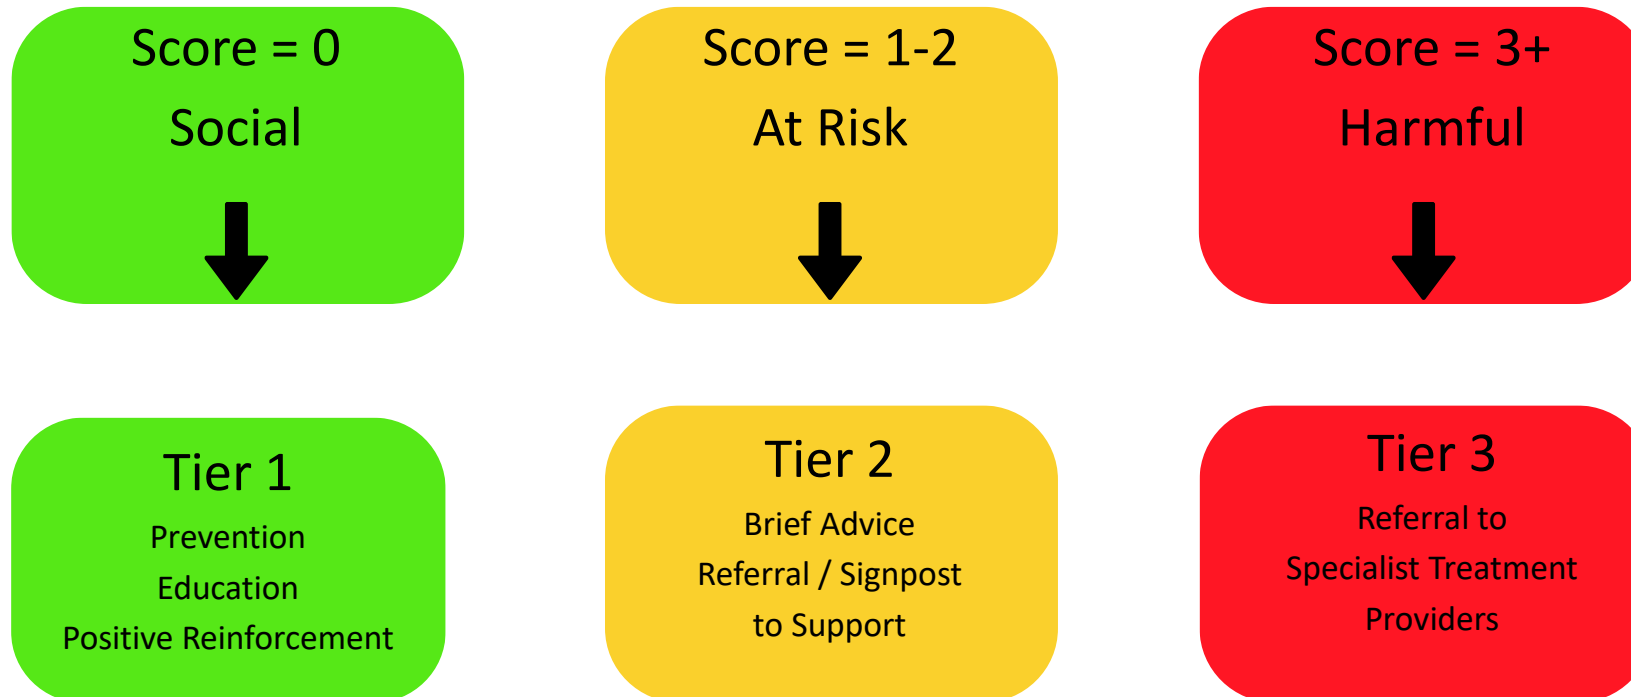 Score = 0
Social
Score = 1-2
At Risk
Score = 3+
Harmful
Tier 1
Prevention
Education
Positive Reinforcement
Tier 2
Brief Advice
Referral / Signpost
to Support
Tier 3
Referral to
Specialist Treatment
Providers